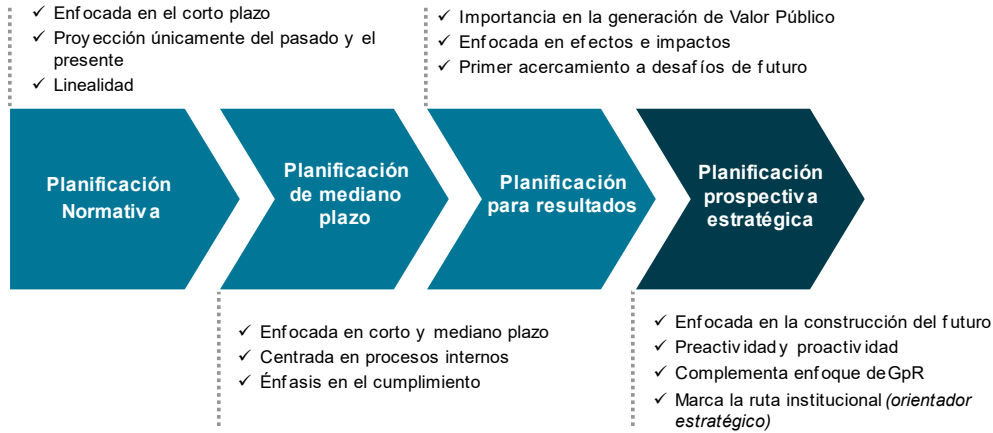 ✓ Enfocada en el corto plazo
✓ Proyección únicamente del pasado y el
presente
✓ Linealidad
✓ Importancia en la generación de Valor Público
✓ Enfocada en efectos e impactos
✓ Primer acercamiento a desafíos de futuro
Planificación
Normativa
Planificación
de mediano
plazo
Planificación
para resultados
Planificación
prospectiva
estratégica
✓ Enfocada en corto y mediano plazo
✓ Centrada en procesos internos
✓ Énfasis en el cumplimiento
✓ Enfocada en la construcción del futuro
✓ Preactividad y proactividad
✓ Complementa enfoque de GpR
✓ Marca la ruta institucional (orientador
estratégico)